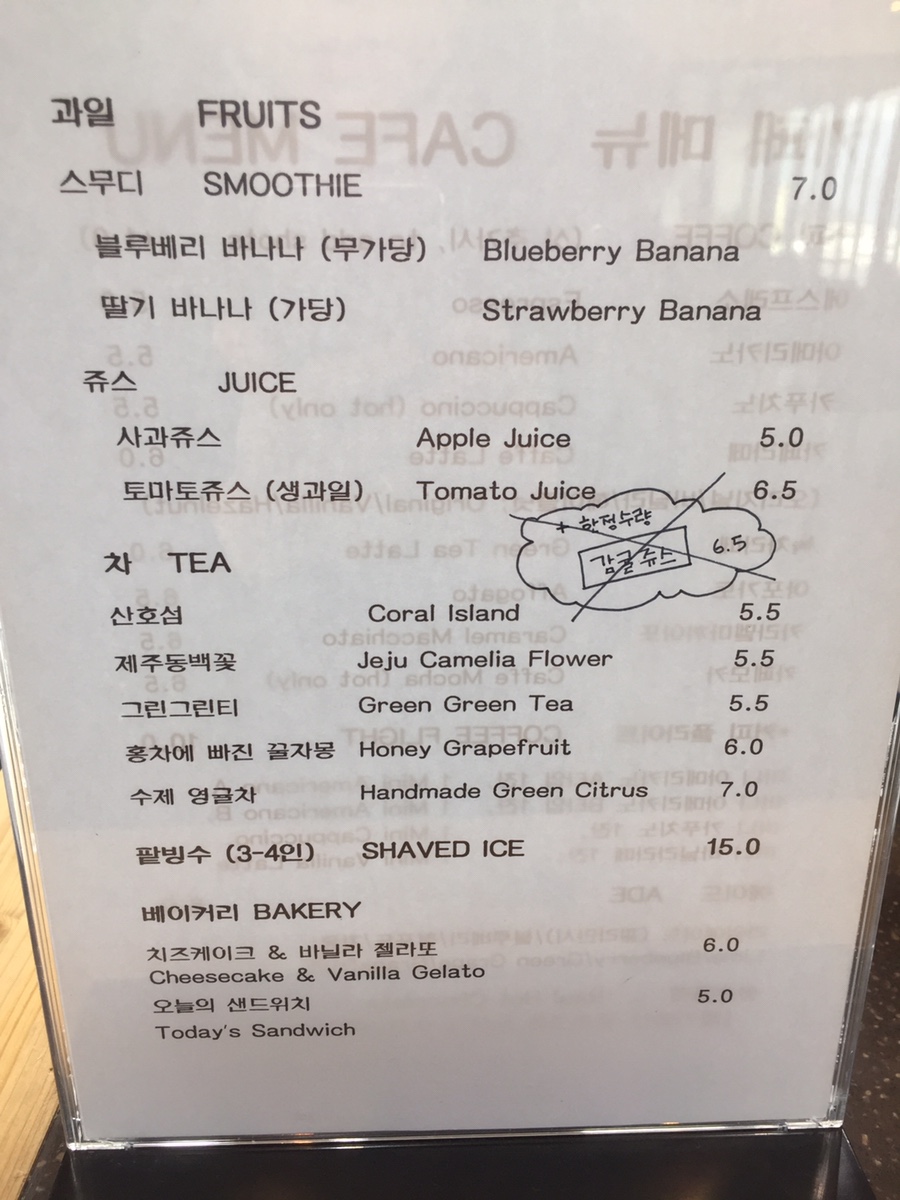 과일 FRUITS
스무디 SMOOTHIE 7.0
블루베리 바나나 (무가당) Blueberry Banana
딸기 바나나 (가당) Strawberry Banana
쥬스 JUICE
사과쥬스 Apple Juice 5.0
토마토쥬스 (생과일) Tomato Juice 6.5
+ 한정수량
감귤 쥬스 6.5
차 TEA
산호섬 Coral Island 5.5
제주동백꽃 Jeju Camelia Flower 5.5
그린그린티 Green Green Tea 5.5
홍차에 빠진 꿀자몽 Honey Grapefruit 6.0
수제 영귤차 Handmade Green Citrus 7.0
팥빙수 (3-4인) SHAVED ICE 15.0
베이커리 BAKERY
치즈케이크 & 바닐라 젤라또 6.0
Cheesecake & Vanilla Gelato
오늘의 샌드위치 5.0
Today's Sandwich